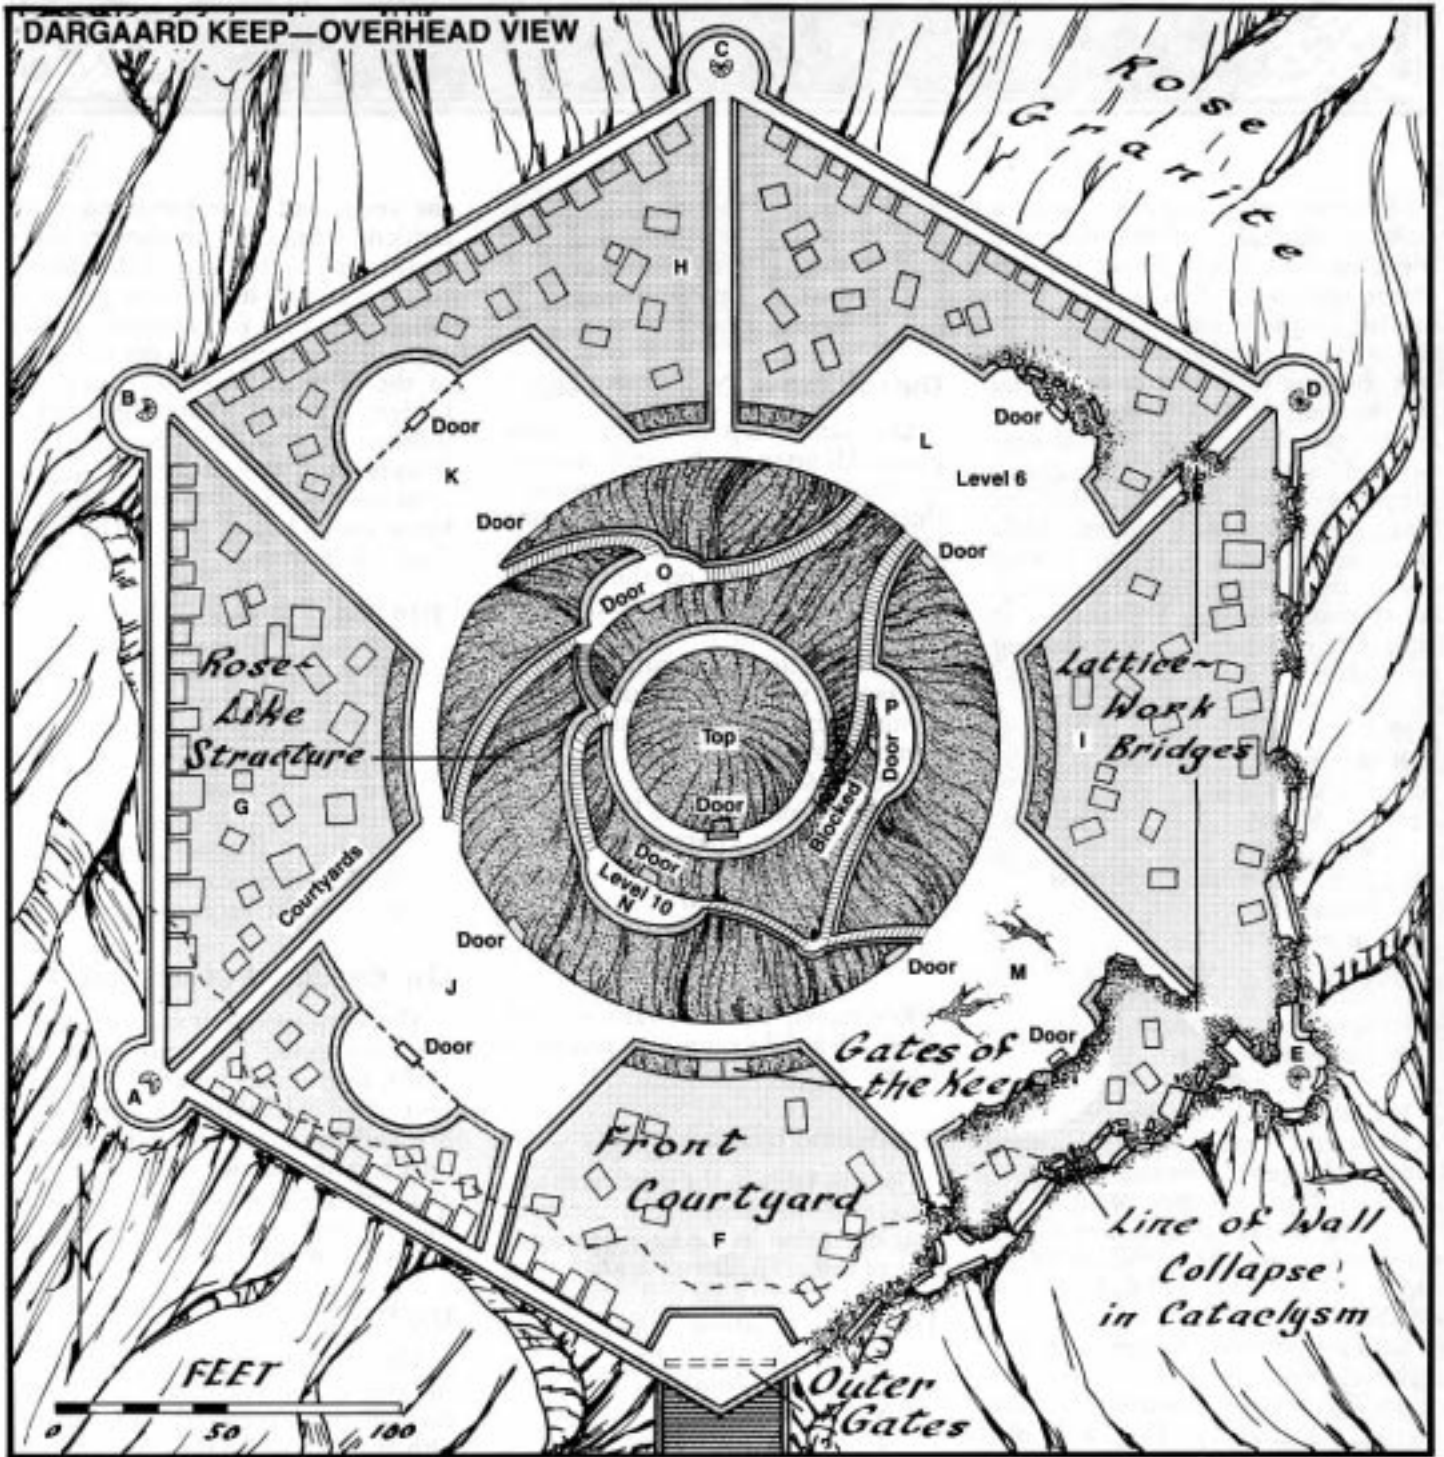 DARGAARD KEEP—OVERHEAD VIEW
C
Rose
Granite
H
B
D
Door
Door
L
K
Level 6
Door
Door
O
Door
Rose-
Like
Structure
Lattice-
Work
Bridges
P
Door
I
Top
Door
Blocked
G
Door
Level 10
N
Courtyards
Door
Door
M
J
Door
Door
Gates of
the Keep
E
A
Front
Courtyard
F
Line of Wall
Collapse
in Cataclysm
N
FEET
0 50 100
Outer
Gates